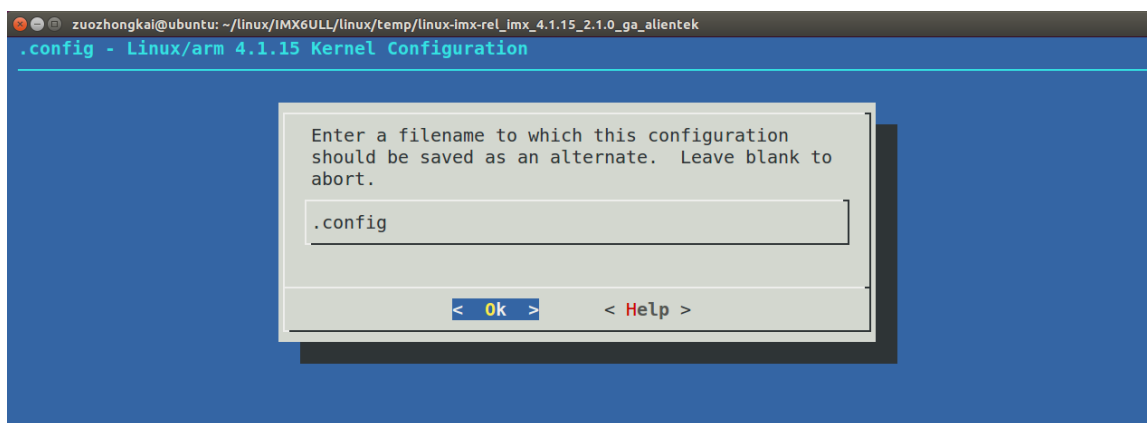 zuozhongkai@ubuntu: ~/linux/IMX6ULL/linux/temp/linux-imx-rel_imx_4.1.15_2.1.0_ga_alientek
.config - Linux/arm 4.1.15 Kernel Configuration
Enter a filename to which this configuration
should be saved as an alternate.  Leave blank to
abort.
.config
<  Ok  > < Help >